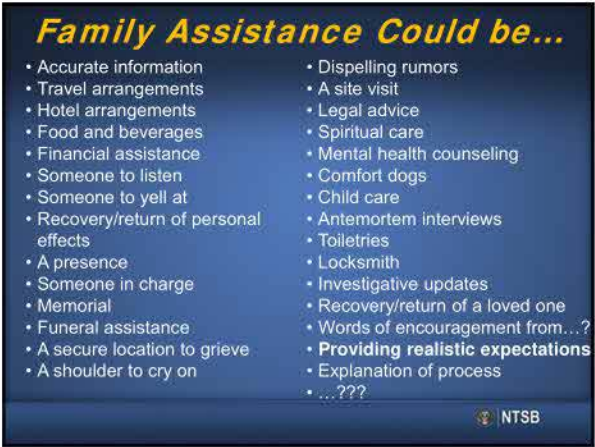 Family Assistance Could be...
• Accurate information
• Travel arrangements
• Hotel arrangements
• Food and beverages
• Financial assistance
• Someone to listen
• Someone to yell at
• Recovery/return of personal
effects
• A presence
• Someone in charge
• Memorial
• Funeral assistance
• A secure location to grieve
• A shoulder to cry on
• Dispelling rumors
• A site visit
• Legal advice
• Spiritual care
• Mental health counseling
• Comfort dogs
• Child care
• Antemortem interviews
• Toiletries
• Locksmith
• Investigative updates
• Recovery/return of a loved one
• Words of encouragement from...?
• Providing realistic expectations
• Explanation of process
• ...???
NTSB